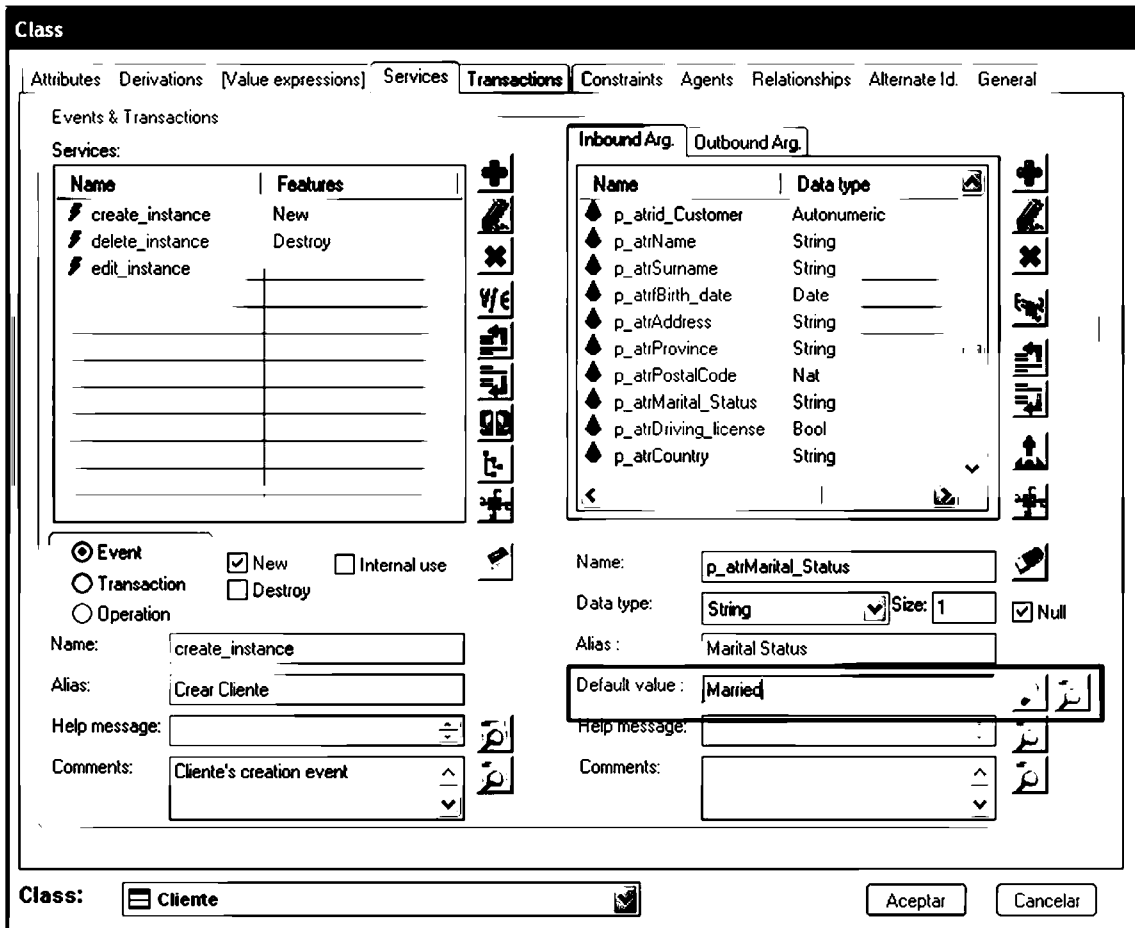 Class
Attributes Derivations [Value expressions] Services Transactions Constraints Agents Relationships Alternate Id. General
Events & Transactions
Services:
Name Features
create_instance New
delete_instance Destroy
edit_instance
Event
Transaction
Operation
New
Destroy
Internal use
Name: create_instance
Alias: Crear Cliente
Help message:
Comments: Cliente's creation event
Inbound Arg. Outbound Arg.
Name Data type
p_atrid_Customer Autonumeric
p_atrName String
p_atrSurname String
p_atrfBirth_date Date
p_atrAddress String
p_atrProvince String
p_atrPostalCode Nat
p_atrMarital_Status String
p_atrDriving_license Bool
p_atrCountry String
Name: p_atrMarital_Status
Data type: String Size: 1 Null
Alias : Marital Status
Default value : Married
Help message:
Comments:
Class: Cliente
Aceptar Cancelar